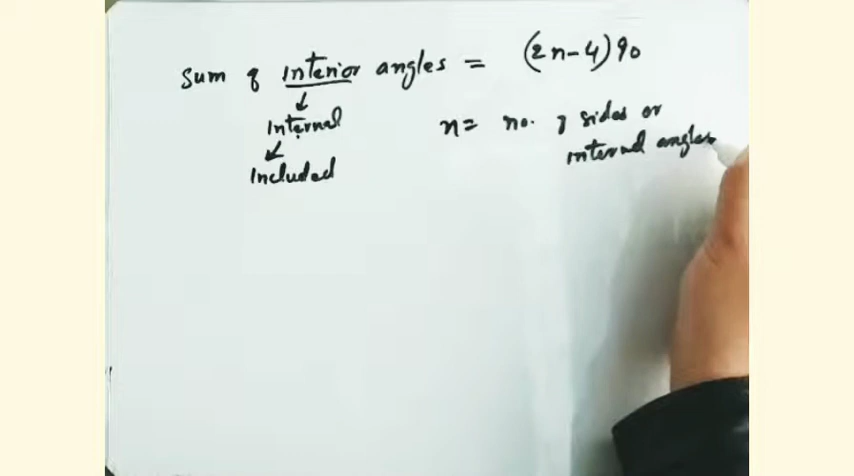 Sum of interior angles = (2n-4)90
↓
Internal
↙
Included
n= no. of sides or
internal angles